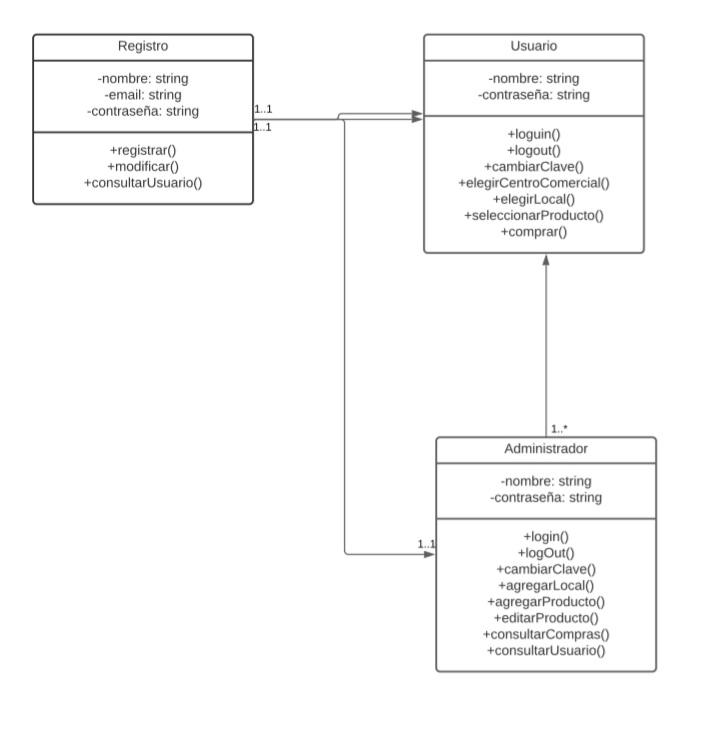 Registro
-nombre: string
-email: string
-contraseña: string
+registrar()
+modificar()
+consultarUsuario()
1..1
1..1
Usuario
-nombre: string
-contraseña: string
+loguin()
+logout()
+cambiarClave()
+elegirCentroComercial()
+elegirLocal()
+seleccionarProducto()
+comprar()
1..*
1..1
Administrador
-nombre: string
-contraseña: string
+login()
+logOut()
+cambiarClave()
+agregarLocal()
+agregarProducto()
+editarProducto()
+consultarCompras()
+consultarUsuario()